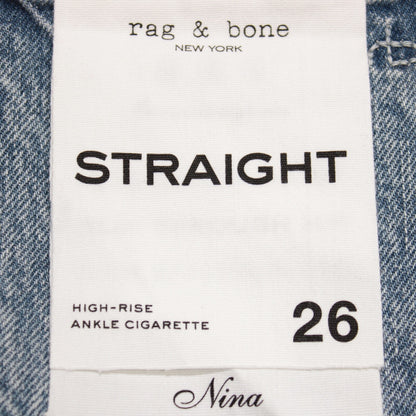 rag & bone
NEW YORK
STRAIGHT
HIGH-RISE
ANKLE CIGARETTE
26
Nina